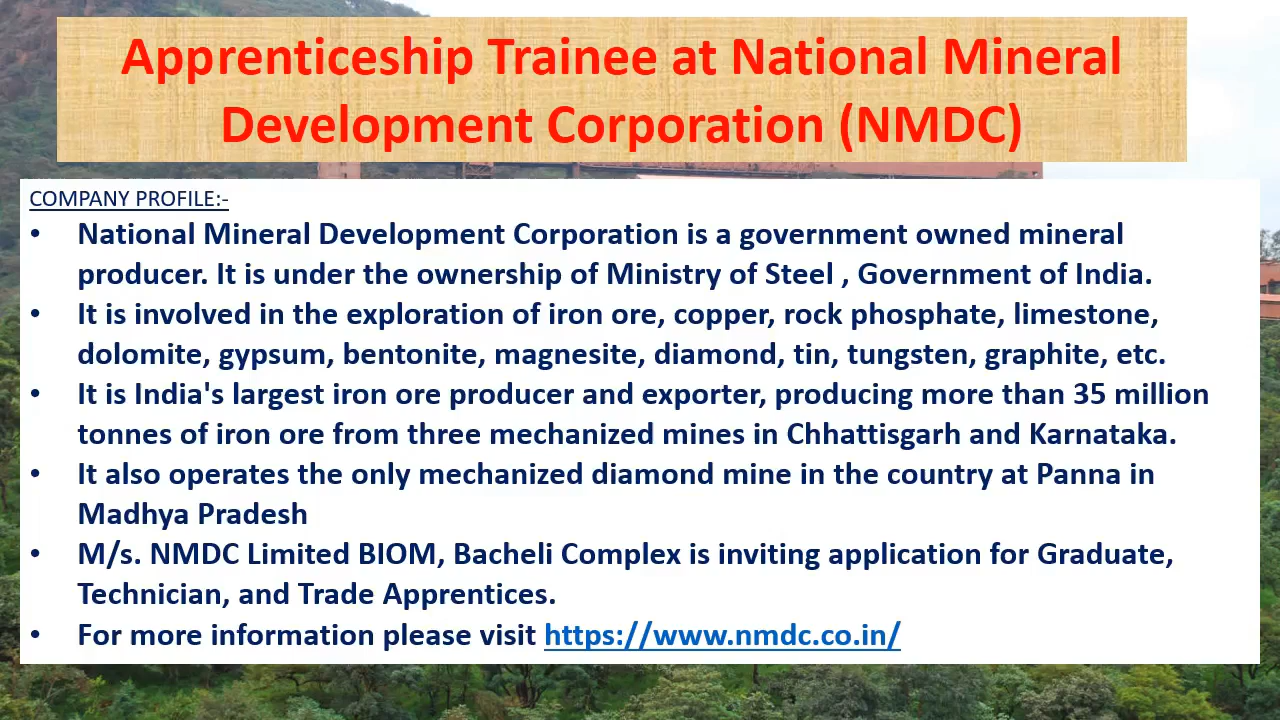 Apprenticeship Trainee at National Mineral
Development Corporation (NMDC)
COMPANY PROFILE:-
• National Mineral Development Corporation is a government owned mineral
producer. It is under the ownership of Ministry of Steel , Government of India.
• It is involved in the exploration of iron ore, copper, rock phosphate, limestone,
dolomite, gypsum, bentonite, magnesite, diamond, tin, tungsten, graphite, etc.
• It is India's largest iron ore producer and exporter, producing more than 35 million
tonnes of iron ore from three mechanized mines in Chhattisgarh and Karnataka.
• It also operates the only mechanized diamond mine in the country at Panna in
Madhya Pradesh
• M/s. NMDC Limited BIOM, Bacheli Complex is inviting application for Graduate,
Technician, and Trade Apprentices.
• For more information please visit https://www.nmdc.co.in/